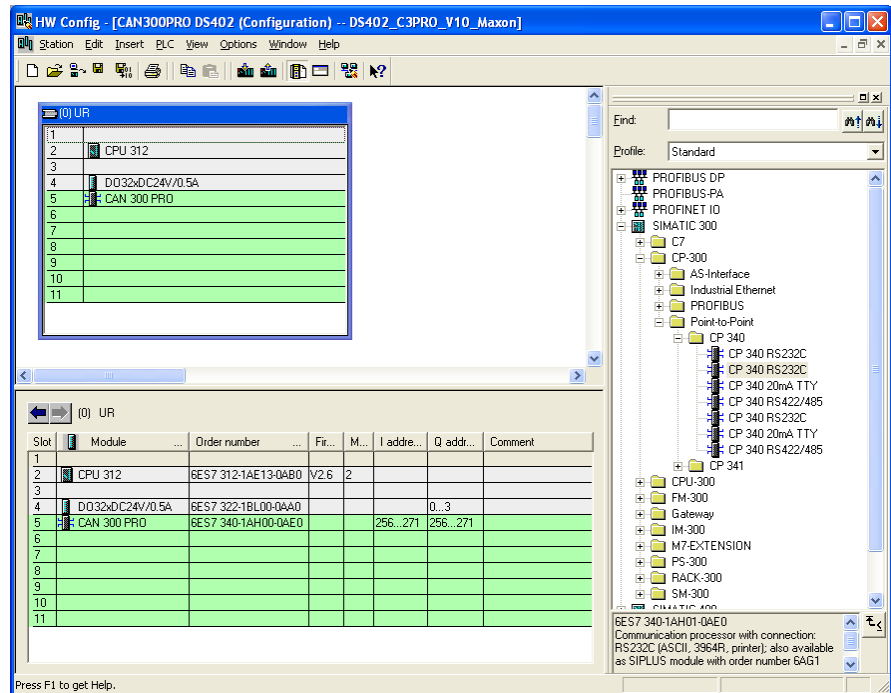 HW Config - [CAN300PRO DS402 (Configuration) -- DS402_C3PRO_V10_Maxon]
Station Edit Insert PLC View Options Window Help
(0) UR
1
2 CPU 312
3
4 DO32xDC24V/0.5A
5 CAN 300 PRO
6
7
8
9
10
11
Find:
Profile: Standard
PROFIBUS DP
PROFIBUS-PA
PROFINET IO
SIMATIC 300
C7
CP-300
AS-Interface
Industrial Ethernet
PROFIBUS
Point-to-Point
CP 340
CP 340 RS232C
CP 340 RS232C
CP 340 20mA TTY
CP 340 RS422/485
CP 340 RS232C
CP 340 20mA TTY
CP 340 RS422/485
CP 341
CPU-300
FM-300
Gateway
IM-300
M7-EXTENSION
PS-300
RACK-300
SM-300
SIMATIC 400
(0) UR
Slot Module ... Order number ... Fir... M... I addre... Q addr... Comment
1
2 CPU 312 6ES7 312-1AE13-0AB0 V2.6 2
3
4 DO32xDC24V/0.5A 6ES7 322-1BL00-0AA0 0...3
5 CAN 300 PRO 6ES7 340-1AH00-0AE0 256...271 256...271
6
7
8
9
10
11
6ES7 340-1AH01-0AE0
Communication processor with connection:
RS232C (ASCII, 3964R, printer); also available
as SIPLUS module with order number 6AG1
Press F1 to get Help.